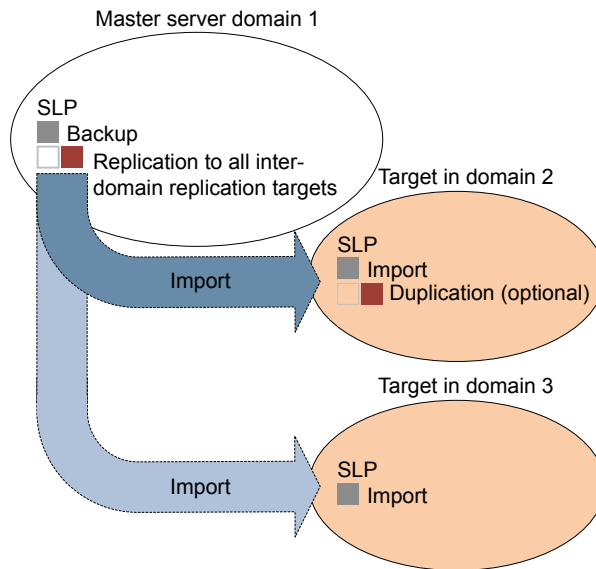 Master server domain 1
SLP
Backup
Replication to all inter-
domain replication targets
Target in domain 2
SLP
Import
Import
Duplication (optional)
Target in domain 3
SLP
Import
Import